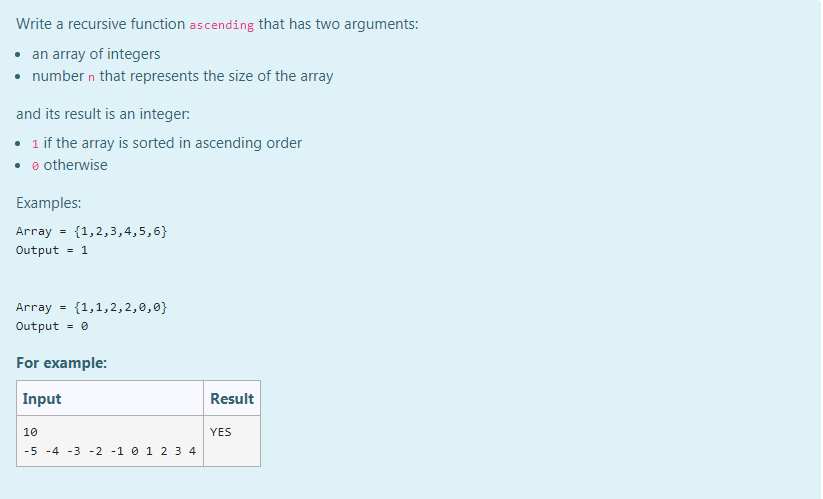 Write a recursive function ascending that has two arguments:
• an array of integers
• number n that represents the size of the array
and its result is an integer:
• 1 if the array is sorted in ascending order
• 0 otherwise
Examples:
Array = {1,2,3,4,5,6}
Output = 1
Array = {1,1,2,2,0,0}
Output = 0
For example:
Input Result
10 YES
-5 -4 -3 -2 -1 0 1 2 3 4